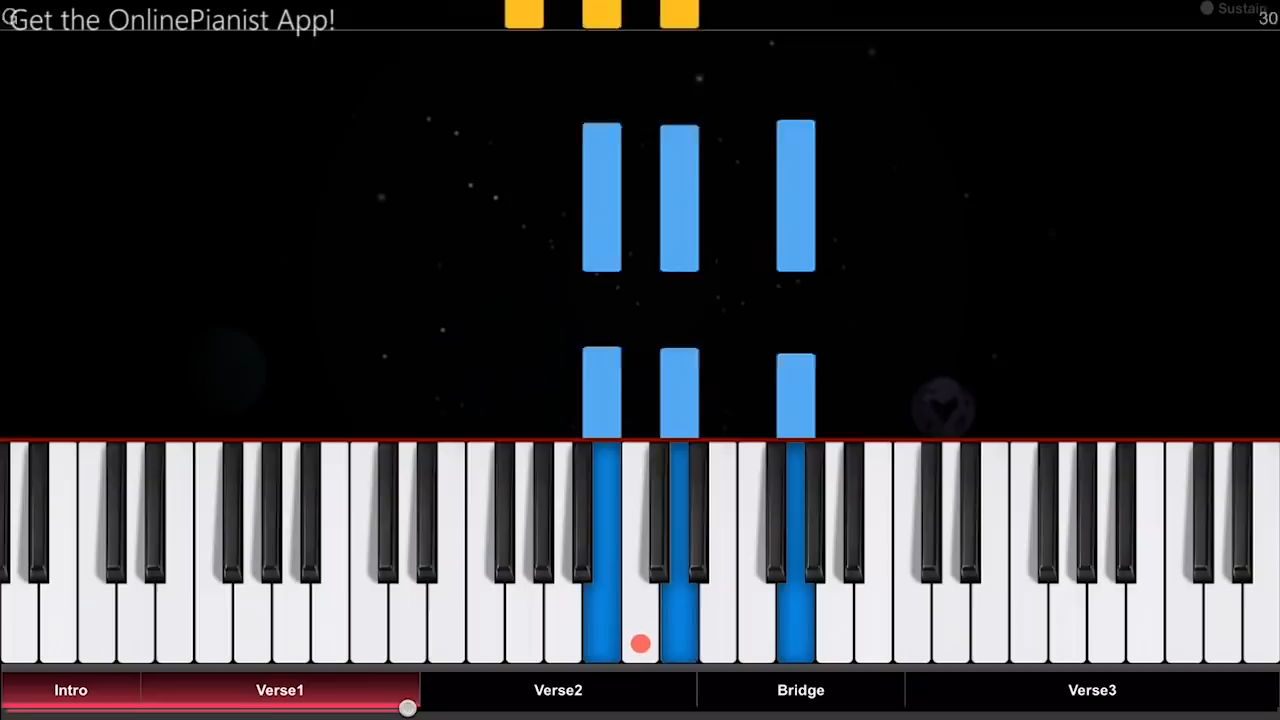 Get the OnlinePianist App!
Sustain
30
Intro
Verse1
Verse2
Bridge
Verse3